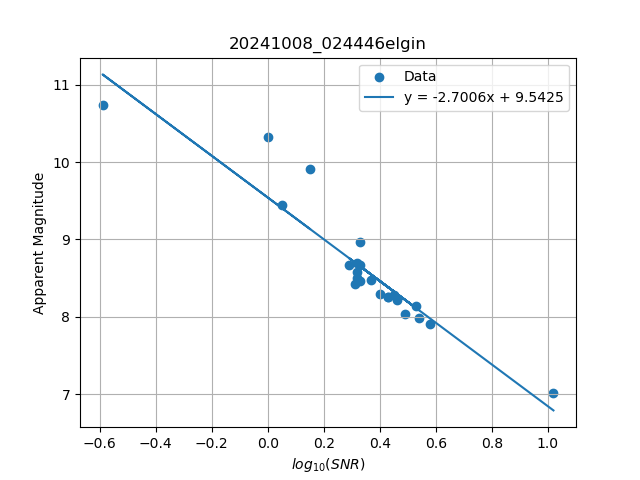 20241008_024446elgin
Data
y = -2.7006x + 9.5425
Apparent Magnitude
11
10
9
8
7
−0.6 −0.4 −0.2 0.0 0.2 0.4 0.6 0.8 1.0
log₁₀(SNR)